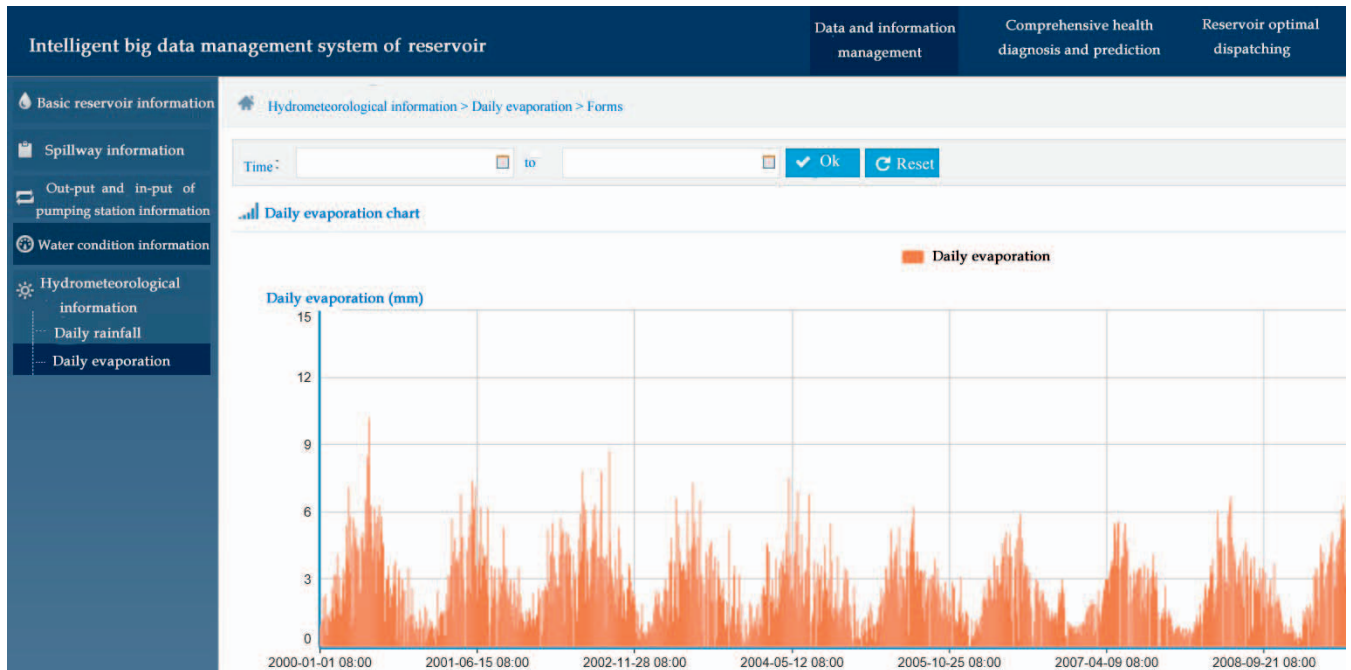 Intelligent big data management system of reservoir
Data and information
management
Comprehensive health
diagnosis and prediction
Reservoir optimal
dispatching
Basic reservoir information
Spillway information
Out-put and in-put of
pumping station information
Water condition information
Hydrometeorological
information
Daily rainfall
Daily evaporation
Hydrometeorological information > Daily evaporation > Forms
Time:
to
Ok
Reset
Daily evaporation chart
Daily evaporation
Daily evaporation (mm)
15
12
9
6
3
0
2000-01-01 08:00
2001-06-15 08:00
2002-11-28 08:00
2004-05-12 08:00
2005-10-25 08:00
2007-04-09 08:00
2008-09-21 08:00